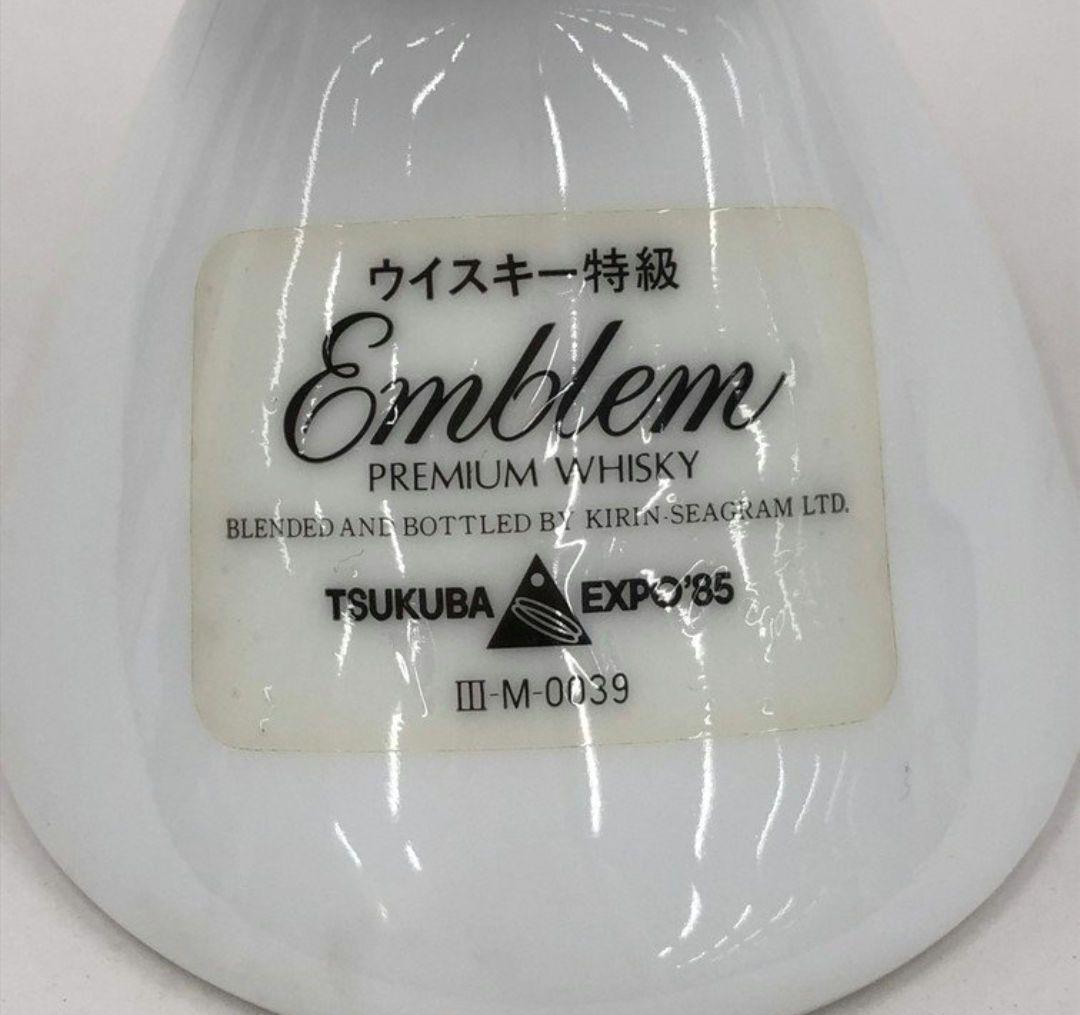 ウイスキー特級
Emblem
PREMIUM WHISKY
BLENDED AND BOTTLED BY KIRIN-SEAGRAM LTD.
TSUKUBA EXPO'85
III-M-0039